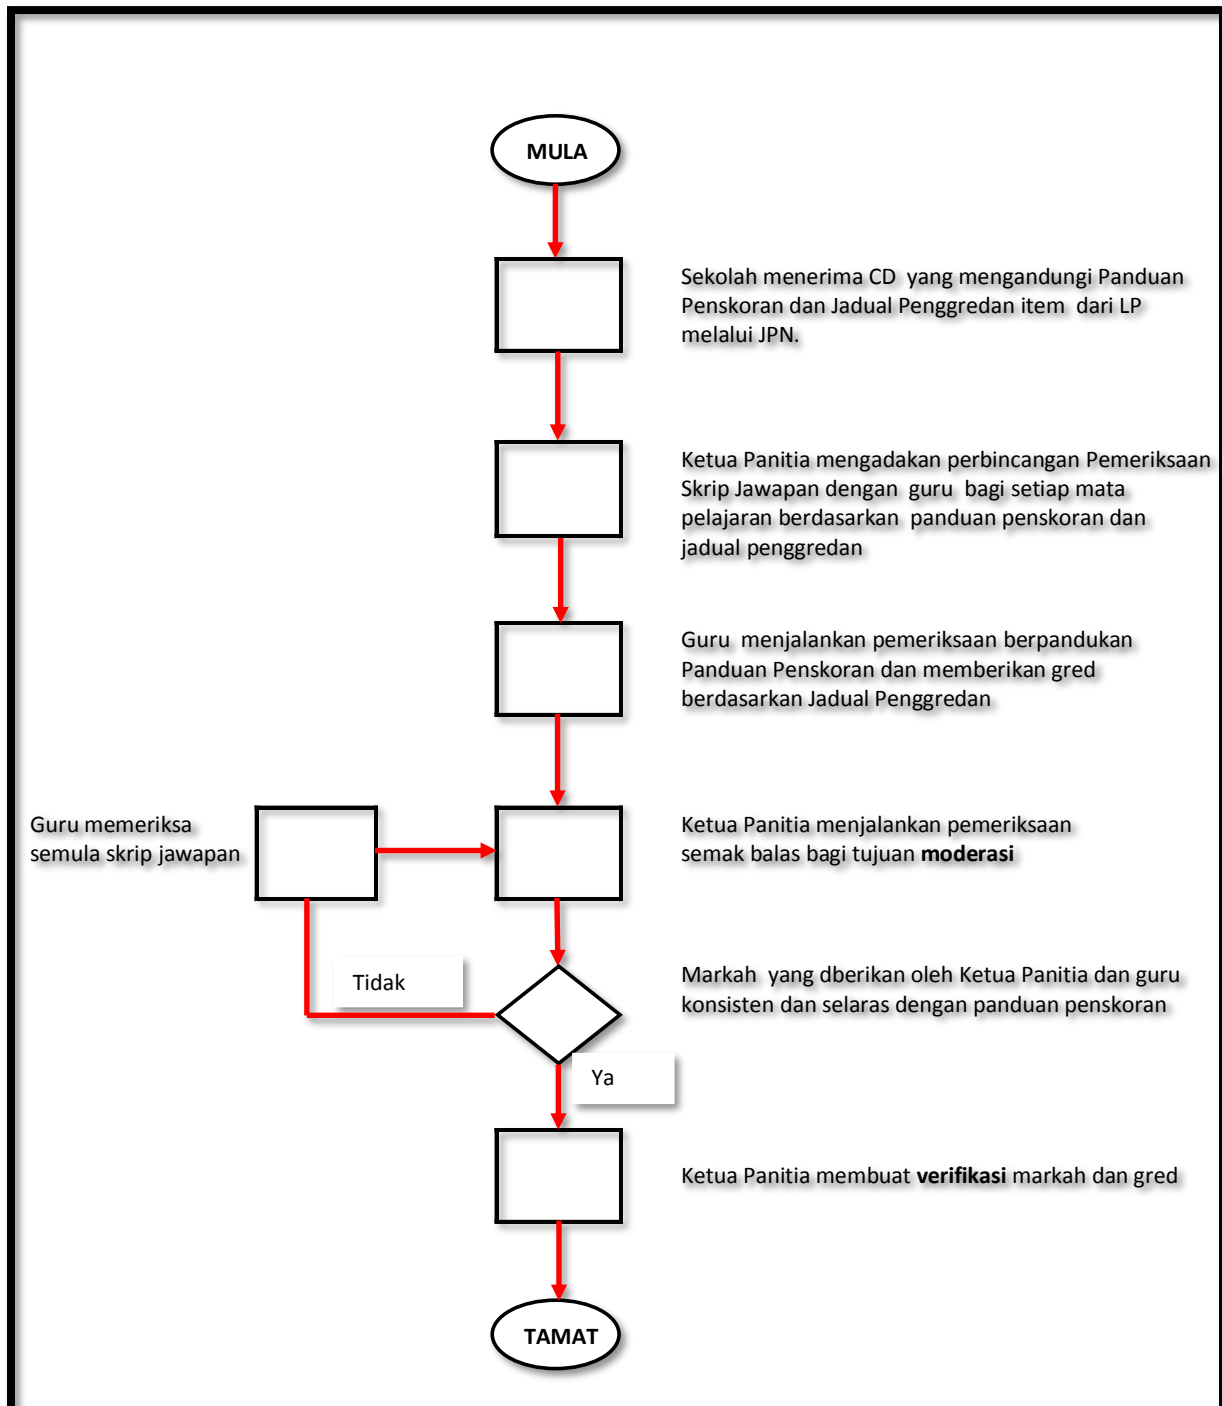 MULA
Sekolah menerima CD yang mengandungi Panduan
Penskoran dan Jadual Penggredan item dari LP
melalui JPN.
Ketua Panitia mengadakan perbincangan Pemeriksaan
Skrip Jawapan dengan guru bagi setiap mata
pelajaran berdasarkan panduan penskoran dan
jadual penggredan
Guru menjalankan pemeriksaan berpandukan
Panduan Penskoran dan memberikan gred
berdasarkan Jadual Penggredan
Guru memeriksa
semula skrip jawapan
Ketua Panitia menjalankan pemeriksaan
semak balas bagi tujuan moderasi
Tidak
Markah yang dberikan oleh Ketua Panitia dan guru
konsisten dan selaras dengan panduan penskoran
Ya
Ketua Panitia membuat verifikasi markah dan gred
TAMAT